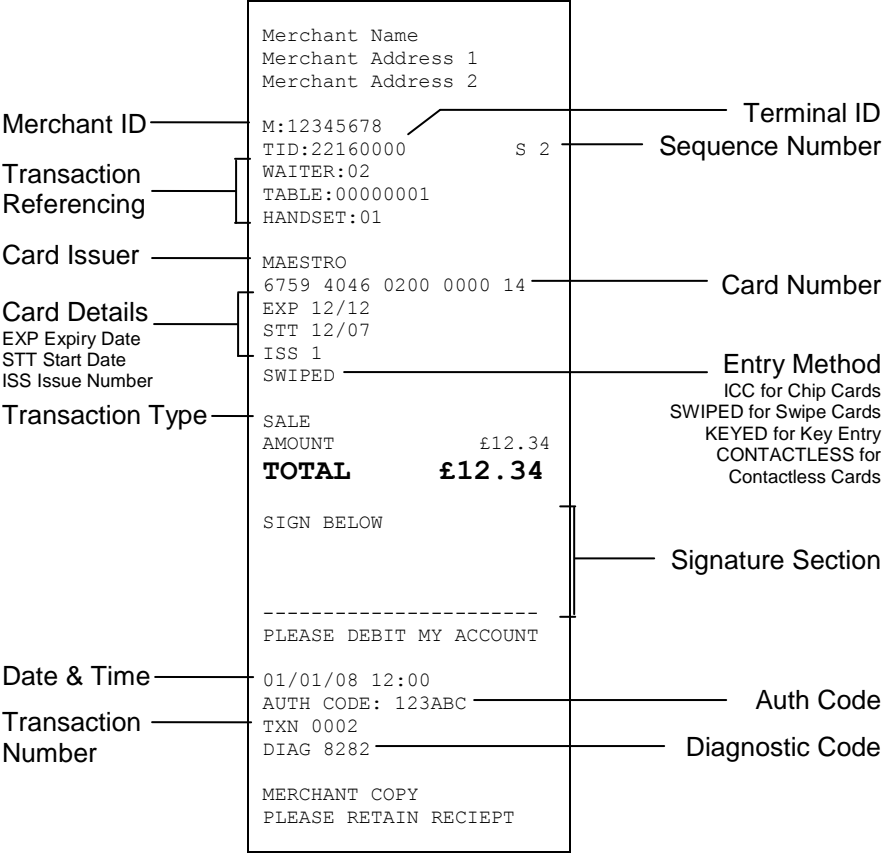 Merchant Name
Merchant Address 1
Merchant Address 2
Merchant ID
M:12345678
Terminal ID
TID:22160000 S 2
Sequence Number
Transaction
Referencing
WAITER:02
TABLE:00000001
HANDSET:01
Card Issuer
MAESTRO
6759 4046 0200 0000 14
Card Number
Card Details
EXP Expiry Date
STT Start Date
ISS Issue Number
EXP 12/12
STT 12/07
ISS 1
SWIPED
Entry Method
ICC for Chip Cards
SWIPED for Swipe Cards
KEYED for Key Entry
CONTACTLESS for
Contactless Cards
Transaction Type
SALE
AMOUNT £12.34
TOTAL £12.34
SIGN BELOW
Signature Section
-----------------------
PLEASE DEBIT MY ACCOUNT
Date & Time
01/01/08 12:00
AUTH CODE: 123ABC
Auth Code
Transaction
Number
TXN 0002
DIAG 8282
Diagnostic Code
MERCHANT COPY
PLEASE RETAIN RECIEPT